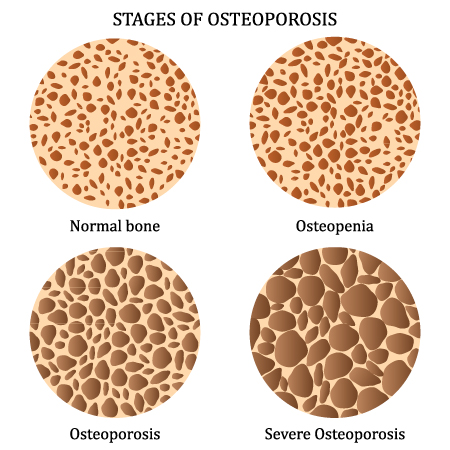 STAGES OF OSTEOPOROSIS
Normal bone
Osteopenia
Osteoporosis
Severe Osteoporosis